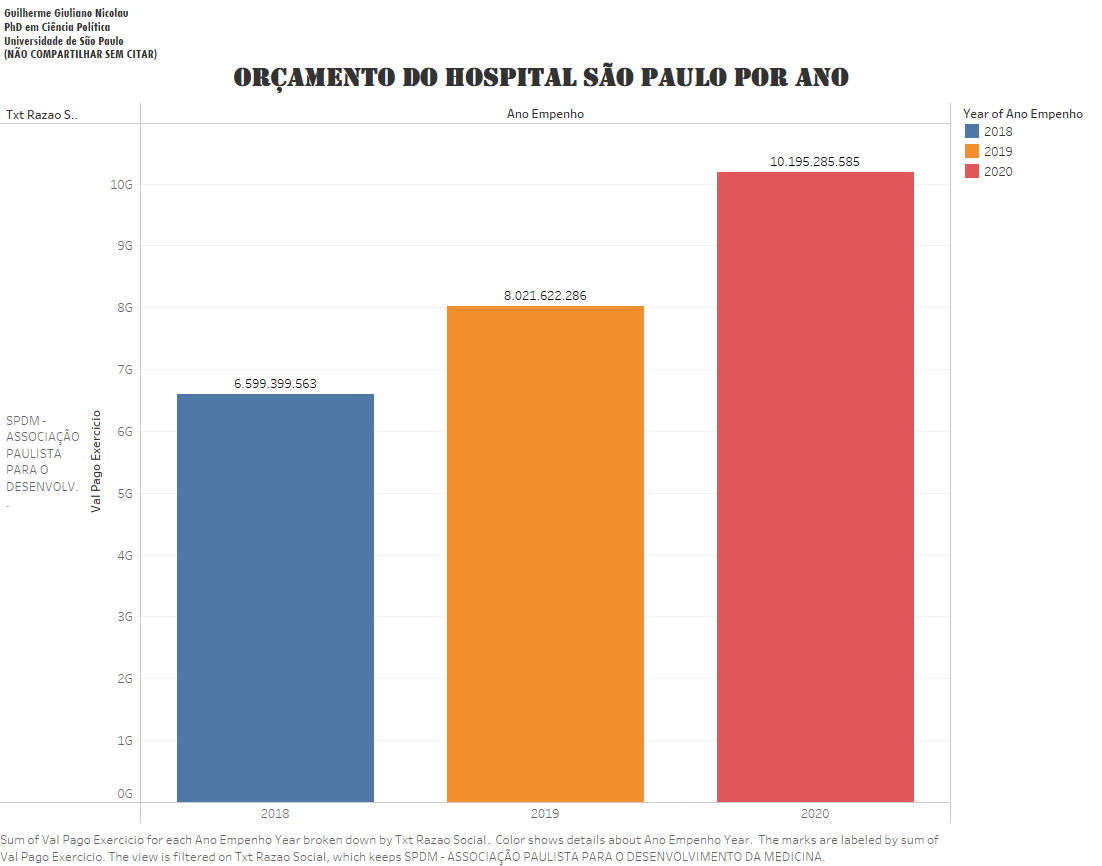 Guilherme Giuliano Nicolau
PhD em Ciência Política
Universidade de São Paulo
(NÃO COMPARTILHAR SEM CITAR)
ORÇAMENTO DO HOSPITAL SÃO PAULO POR ANO
Txt Razao S..
Ano Empenho
Year of Ano Empenho
2018
2019
2020
10.195.285.585
8.021.622.286
6.599.399.563
10G
9G
8G
7G
6G
5G
4G
3G
2G
1G
0G
Val Pago Exercicio
SPDM -
ASSOCIAÇÃO
PAULISTA
PARA O
DESENVOLV.
.
2018
2019
2020
Sum of Val Pago Exercicio for each Ano Empenho Year broken down by Txt Razao Social.  Color shows details about Ano Empenho Year.  The marks are labeled by sum of
Val Pago Exercicio. The view is filtered on Txt Razao Social, which keeps SPDM - ASSOCIAÇÃO PAULISTA PARA O DESENVOLVIMENTO DA MEDICINA.